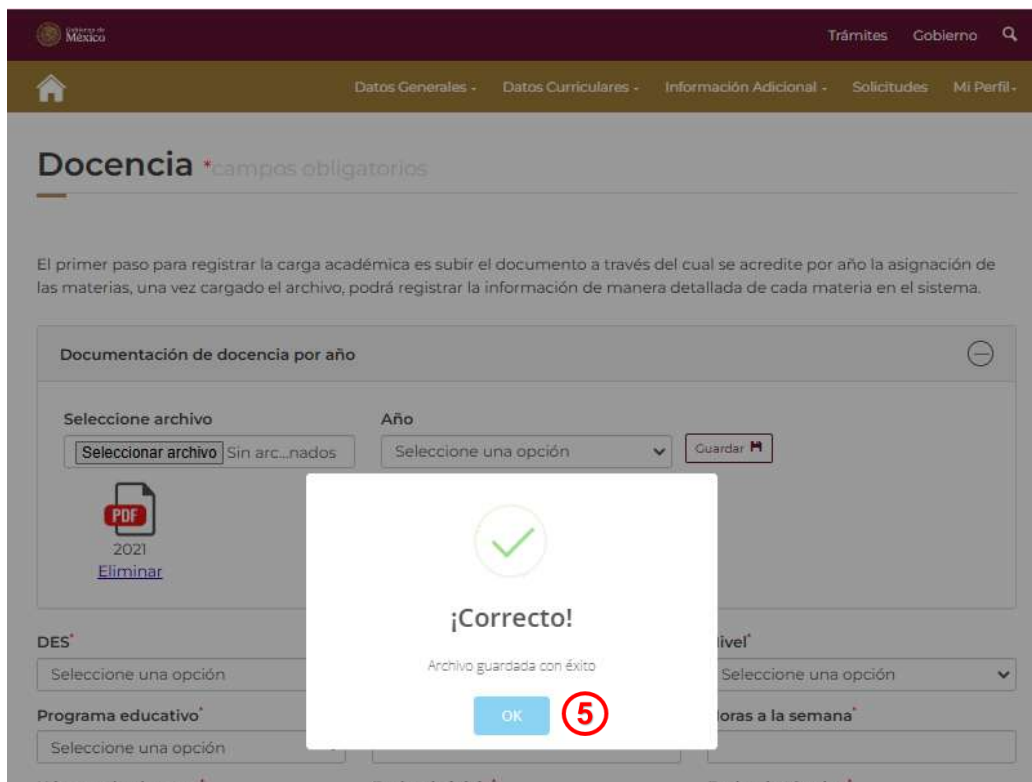 Gobierno de
México
Trámites Gobierno
Datos Generales Datos Curriculares Información Adicional Solicitudes Mi Perfil
Docencia *campos obligatorios
El primer paso para registrar la carga académica es subir el documento a través del cual se acredite por año la asignación de
las materias, una vez cargado el archivo, podrá registrar la información de manera detallada de cada materia en el sistema.
Documentación de docencia por año
Seleccione archivo Año
Seleccionar archivo Sin arc...nados Seleccione una opción Guardar
PDF
2021
Eliminar
¡Correcto!
Archivo guardada con éxito
OK 5
DES* ivel*
Seleccione una opción Seleccione una opción
Programa educativo* oras a la semana*
Seleccione una opción